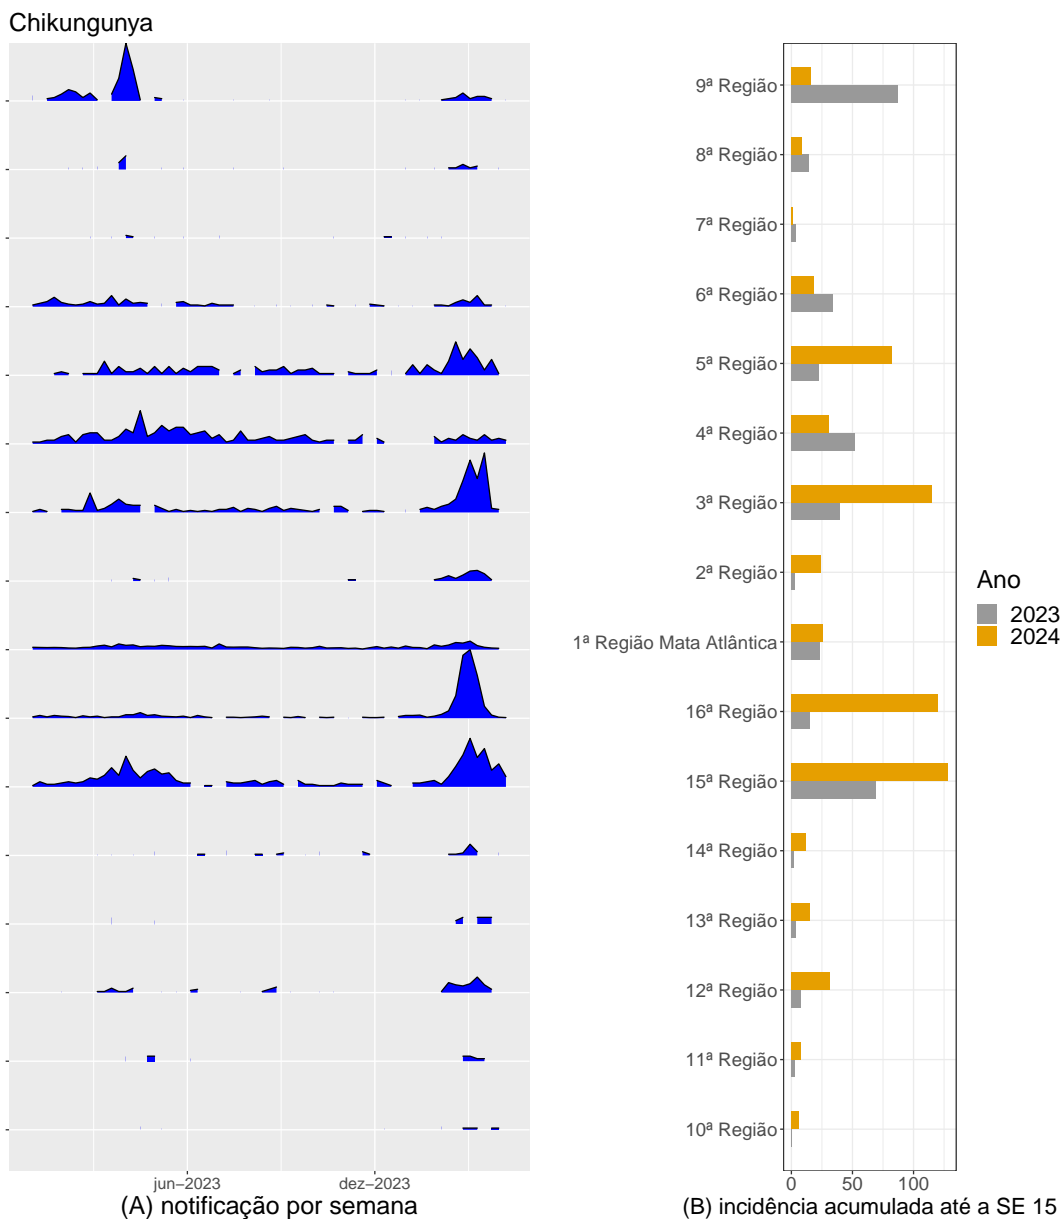 Chikungunya
9ª Região
8ª Região
7ª Região
6ª Região
5ª Região
4ª Região
3ª Região
2ª Região
1ª Região Mata Atlântica
16ª Região
15ª Região
14ª Região
13ª Região
12ª Região
11ª Região
10ª Região
Ano
2023
2024
jun–2023 dez–2023
0 50 100
(A) notificação por semana
(B) incidência acumulada até a SE 15